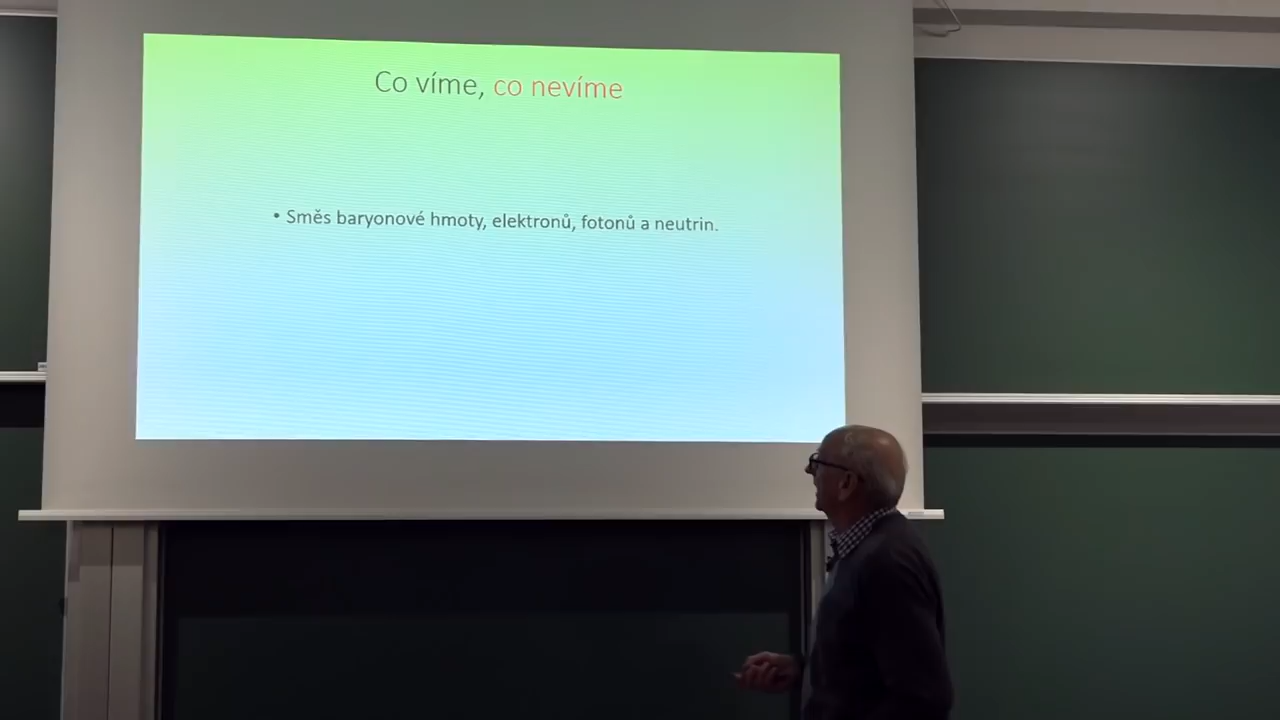 Co víme, co nevíme
• Směs baryonové hmoty, elektronů, fotonů a neutrin.